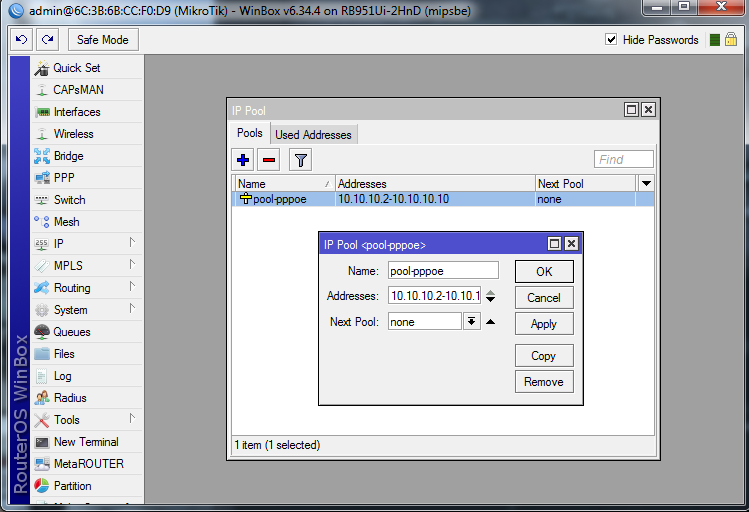 admin@6C:3B:6B:CC:F0:D9 (MikroTik) - WinBox v6.34.4 on RB951Ui-2HnD (mipsbe)
Safe Mode
Hide Passwords
Quick Set
CAPsMAN
Interfaces
Wireless
Bridge
PPP
Switch
Mesh
IP
MPLS
Routing
System
Queues
Files
Log
Radius
Tools
New Terminal
MetaROUTER
Partition
RouterOS WinBox
IP Pool
Pools Used Addresses
Find
Name Addresses Next Pool
pool-pppoe 10.10.10.2-10.10.10.10 none
IP Pool <pool-pppoe>
Name: pool-pppoe
Addresses: 10.10.10.2-10.10.1
Next Pool: none
OK
Cancel
Apply
Copy
Remove
1 item (1 selected)